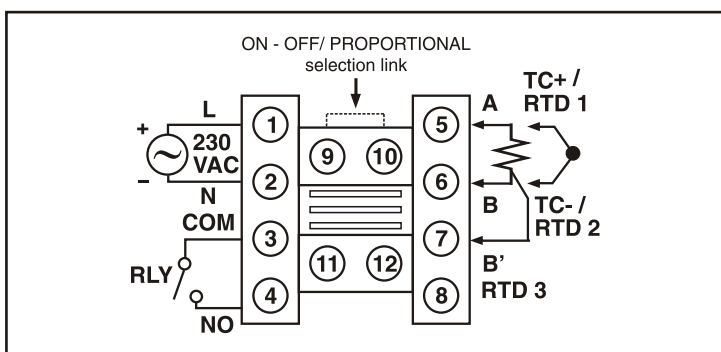 ON - OFF/ PROPORTIONAL
selection link
L
+
230
VAC
−
N
COM
RLY
NO
1
2
3
4
9
10
11
12
5
6
7
8
A
B
B'
TC+ /
RTD 1
TC- /
RTD 2
RTD 3